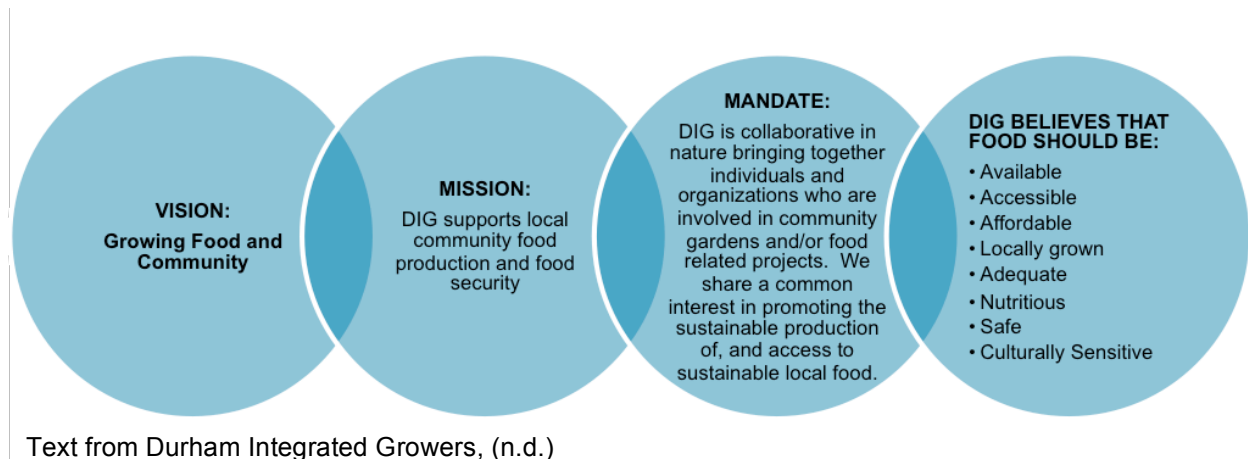 VISION:
Growing Food and
Community
MISSION:
DIG supports local
community food
production and food
security
MANDATE:
DIG is collaborative in
nature bringing together
individuals and
organizations who are
involved in community
gardens and/or food
related projects.  We
share a common
interest in promoting the
sustainable production
of, and access to
sustainable local food.
DIG BELIEVES THAT
FOOD SHOULD BE:
• Available
• Accessible
• Affordable
• Locally grown
• Adequate
• Nutritious
• Safe
• Culturally Sensitive
Text from Durham Integrated Growers, (n.d.)